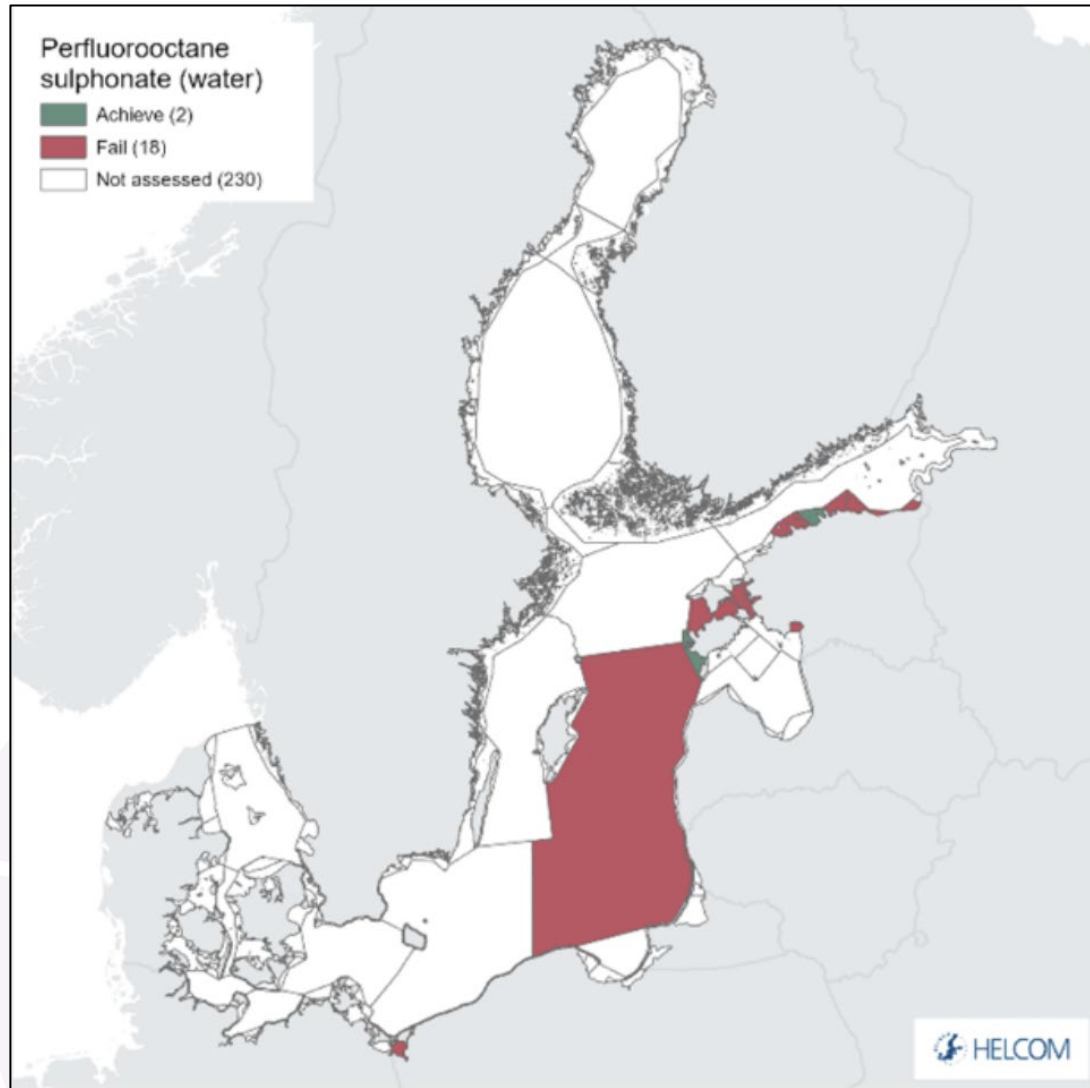 Perfluorooctane
sulphonate (water)
Achieve (2)
Fail (18)
Not assessed (230)
HELCOM